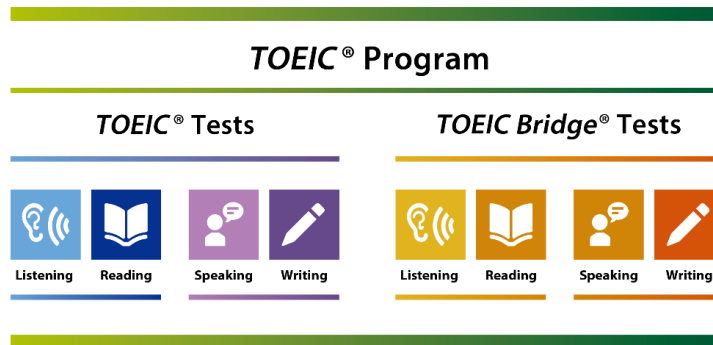 TOEIC® Program
TOEIC® Tests
Listening Reading Speaking Writing
TOEIC Bridge® Tests
Listening Reading Speaking Writing